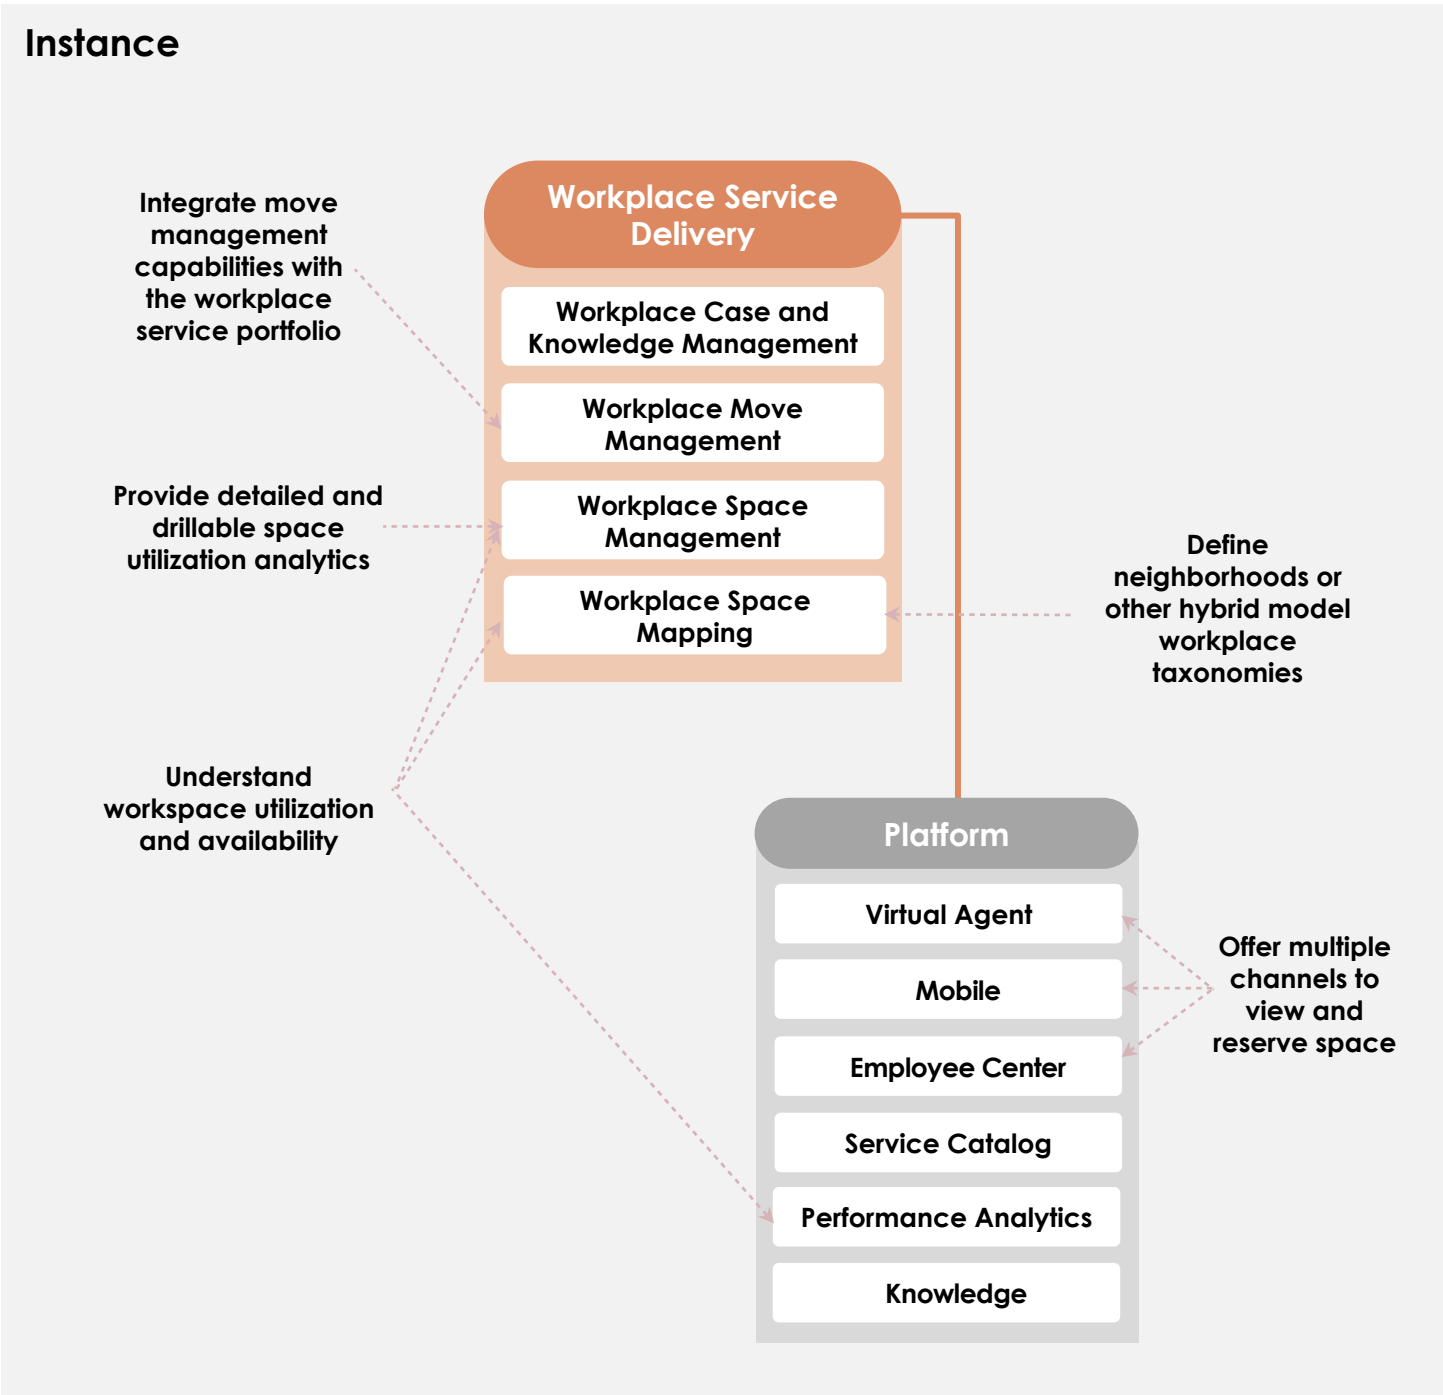 Instance
Integrate move
management
capabilities with
the workplace
service portfolio
Workplace Service
Delivery
Workplace Case and
Knowledge Management
Workplace Move
Management
Provide detailed and
drillable space
utilization analytics
Workplace Space
Management
Workplace Space
Mapping
Define
neighborhoods or
other hybrid model
workplace
taxonomies
Understand
workspace utilization
and availability
Platform
Virtual Agent
Mobile
Employee Center
Service Catalog
Performance Analytics
Knowledge
Offer multiple
channels to
view and
reserve space